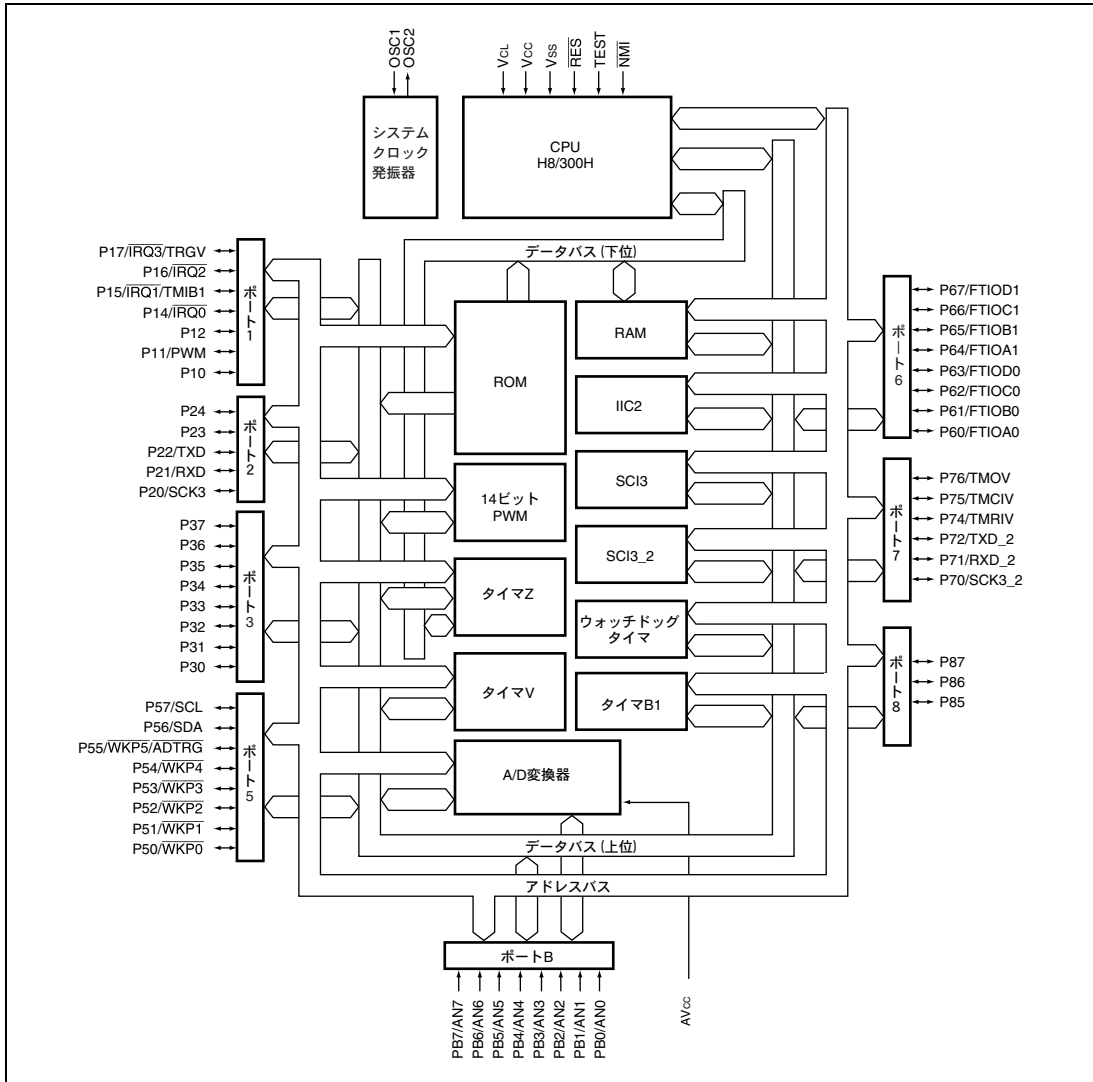 OSC1
OSC2
VCL
VCC
VSS
RES
TEST
NMI
システム
クロック
発振器
CPU
H8/300H
データバス (下位)
P17/IRQ3/TRGV
P16/IRQ2
P15/IRQ1/TMIB1
P14/IRQ0
P12
P11/PWM
P10
ポート1
P24
P23
P22/TXD
P21/RXD
P20/SCK3
ポート2
P37
P36
P35
P34
P33
P32
P31
P30
ポート3
P57/SCL
P56/SDA
P55/WKP5/ADTRG
P54/WKP4
P53/WKP3
P52/WKP2
P51/WKP1
P50/WKP0
ポート5
ROM
RAM
IIC2
14ビット
PWM
SCI3
SCI3_2
タイマZ
ウォッチドッグ
タイマ
タイマV
タイマB1
A/D変換器
ポート6
P67/FTIOD1
P66/FTIOC1
P65/FTIOB1
P64/FTIOA1
P63/FTIOD0
P62/FTIOC0
P61/FTIOB0
P60/FTIOA0
ポート7
P76/TMOV
P75/TMCIV
P74/TMRIV
P72/TXD_2
P71/RXD_2
P70/SCK3_2
ポート8
P87
P86
P85
データバス (上位)
アドレスバス
ポートB
PB7/AN7
PB6/AN6
PB5/AN5
PB4/AN4
PB3/AN3
PB2/AN2
PB1/AN1
PB0/AN0
AVCC